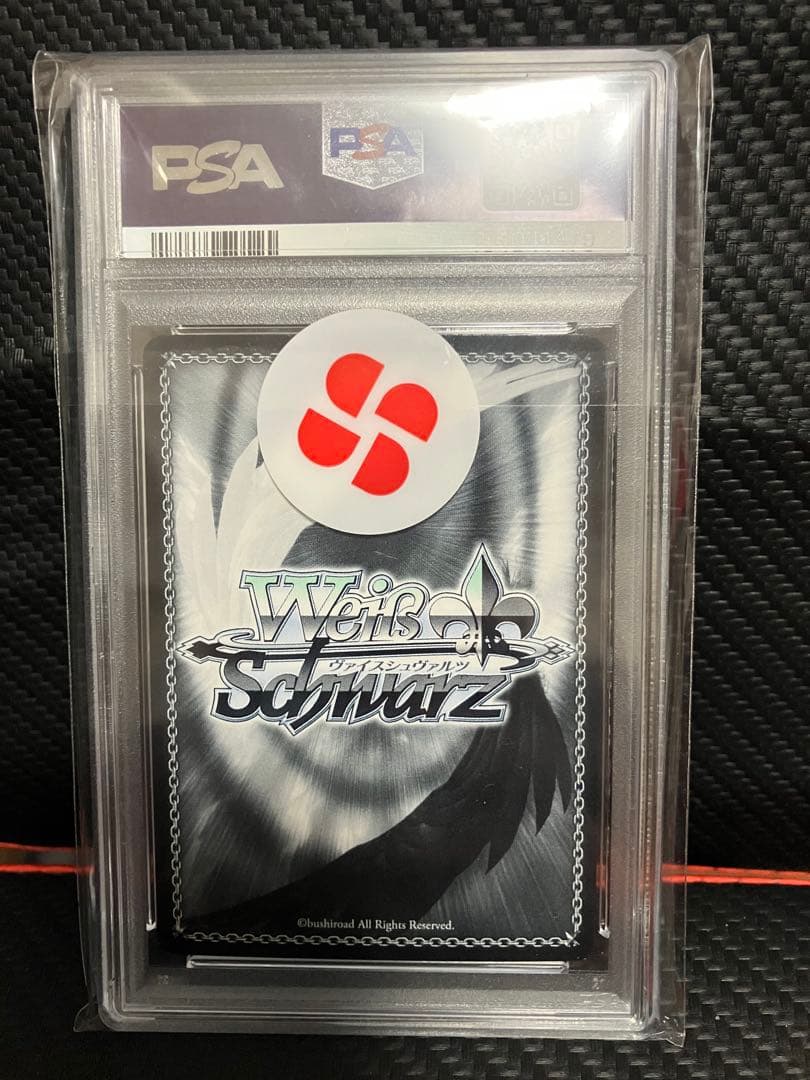 PSA
PSA
Weiß
ヴァイスシュヴァルツ
Schwarz
©bushiroad All Rights Reserved.